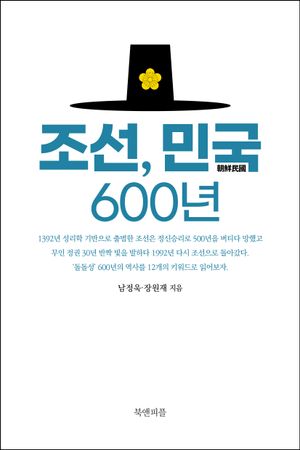 조선, 민국
朝鮮民國
600년
1392년 성리학 기반으로 출범한 조선은 정신승리로 500년을 버티다 망했고
무인 정권 30년 반짝 빛을 발하다 1992년 다시 조선으로 돌아갔다.
'돌돌싱' 600년의 역사를 12개의 키워드로 읽어보자.
남정욱·장원재 지음
북앤피플